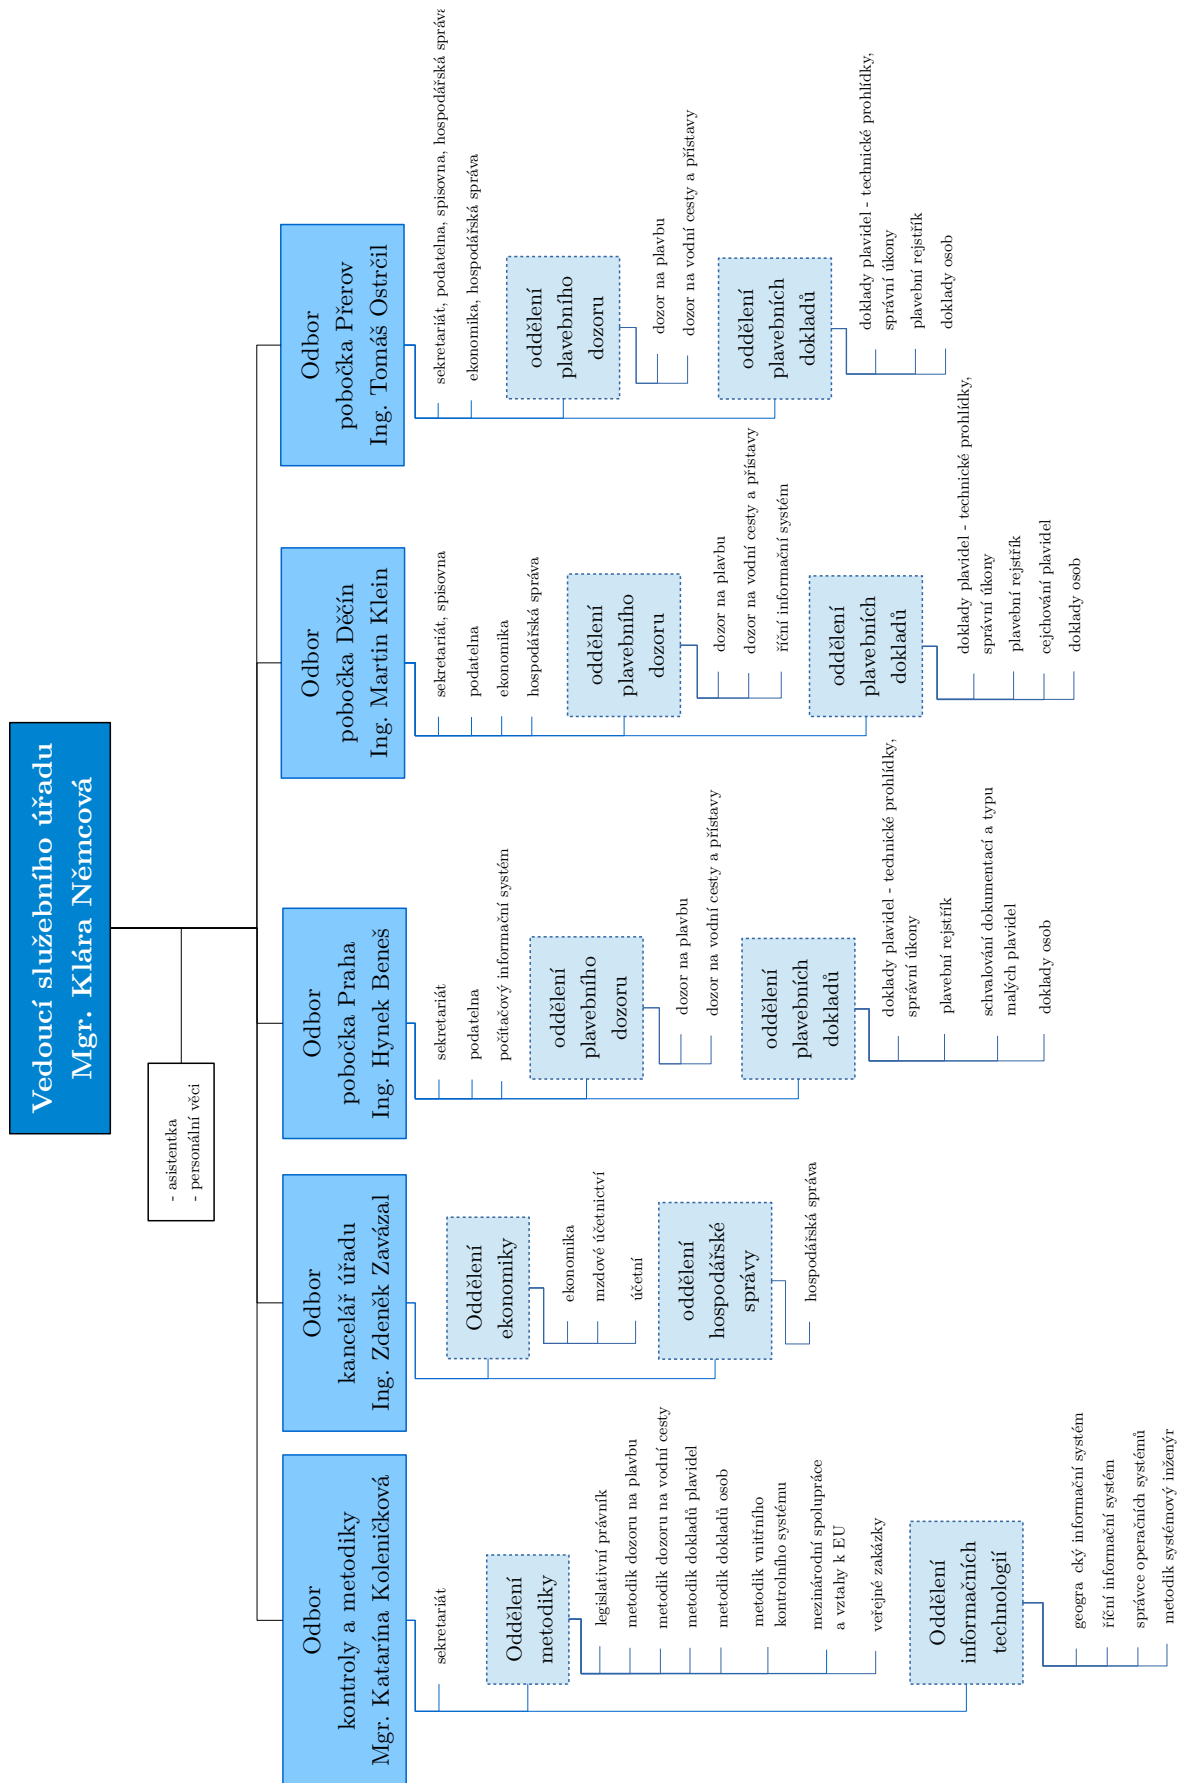 Vedoucí služebního úřadu
Mgr. Klára Němcová
- asistentka
- personální věci
Odbor
kontroly a metodiky
Mgr. Katarína Koleničková
sekretariát
Oddělení
metodiky
legislativní právník
metodik dozoru na plavbu
metodik dozoru na vodní cesty
metodik dokladů plavidel
metodik dokladů osob
metodik vnitřního
kontrolního systému
mezinárodní spolupráce
a vztahy k EU
veřejné zakázky
Oddělení
informačních
technologií
geogra cký informační systém
říční informační systém
správce operačních systémů
metodik systémový inženýr
Odbor
kancelář úřadu
Ing. Zdeněk Zavázal
Oddělení
ekonomiky
ekonomika
mzdové účetnictví
účetní
oddělení
hospodářské
správy
hospodářská správa
Odbor
pobočka Praha
Ing. Hynek Beneš
sekretariát
podatelna
počítačový informační systém
oddělení
plavebního
dozoru
dozor na plavbu
dozor na vodní cesty a přístavy
oddělení
plavebních
dokladů
doklady plavidel - technické prohlídky,
správní úkony
plavební rejstřík
schvalování dokumentací a typu
malých plavidel
doklady osob
Odbor
pobočka Děčín
Ing. Martin Klein
sekretariát, spisovna
podatelna
ekonomika
hospodářská správa
oddělení
plavebního
dozoru
dozor na plavbu
dozor na vodní cesty a přístavy
říční informační systém
oddělení
plavebních
dokladů
doklady plavidel - technické prohlídky,
správní úkony
plavební rejstřík
cejchování plavidel
doklady osob
Odbor
pobočka Přerov
Ing. Tomáš Ostrčil
sekretariát, podatelna, spisovna, hospodářská správa
ekonomika, hospodářská správa
oddělení
plavebního
dozoru
dozor na plavbu
dozor na vodní cesty a přístavy
oddělení
plavebních
dokladů
doklady plavidel - technické prohlídky,
správní úkony
plavební rejstřík
doklady osob